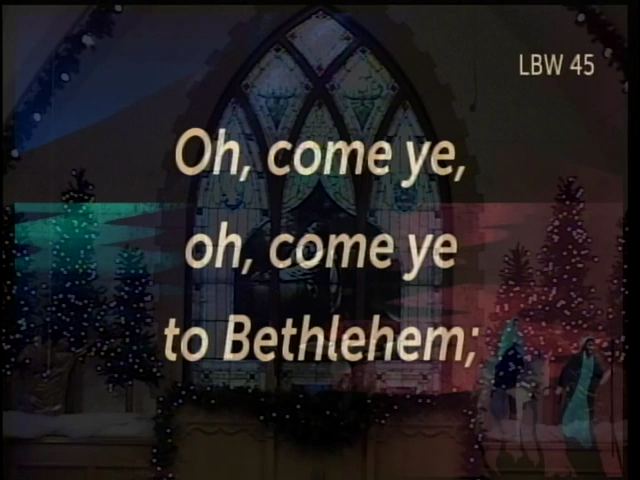 LBW 45
Oh, come ye,
oh, come ye
to Bethlehem;